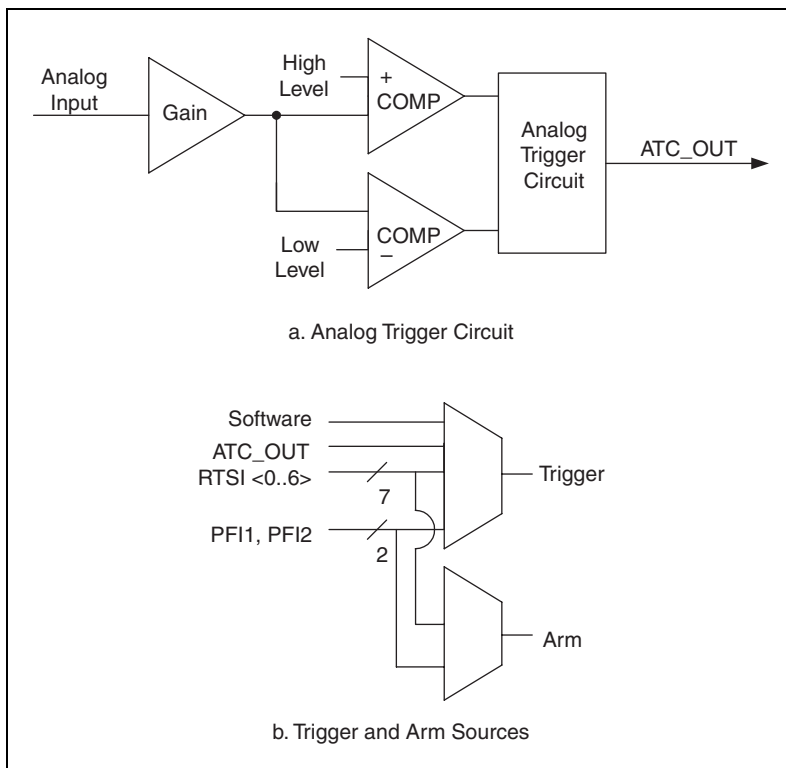 Analog
Input
Gain
High
Level
+
COMP
COMP
−
Low
Level
Analog
Trigger
Circuit
ATC_OUT
a. Analog Trigger Circuit
Software
ATC_OUT
RTSI <0..6>
7
PFI1, PFI2
2
Trigger
Arm
b. Trigger and Arm Sources